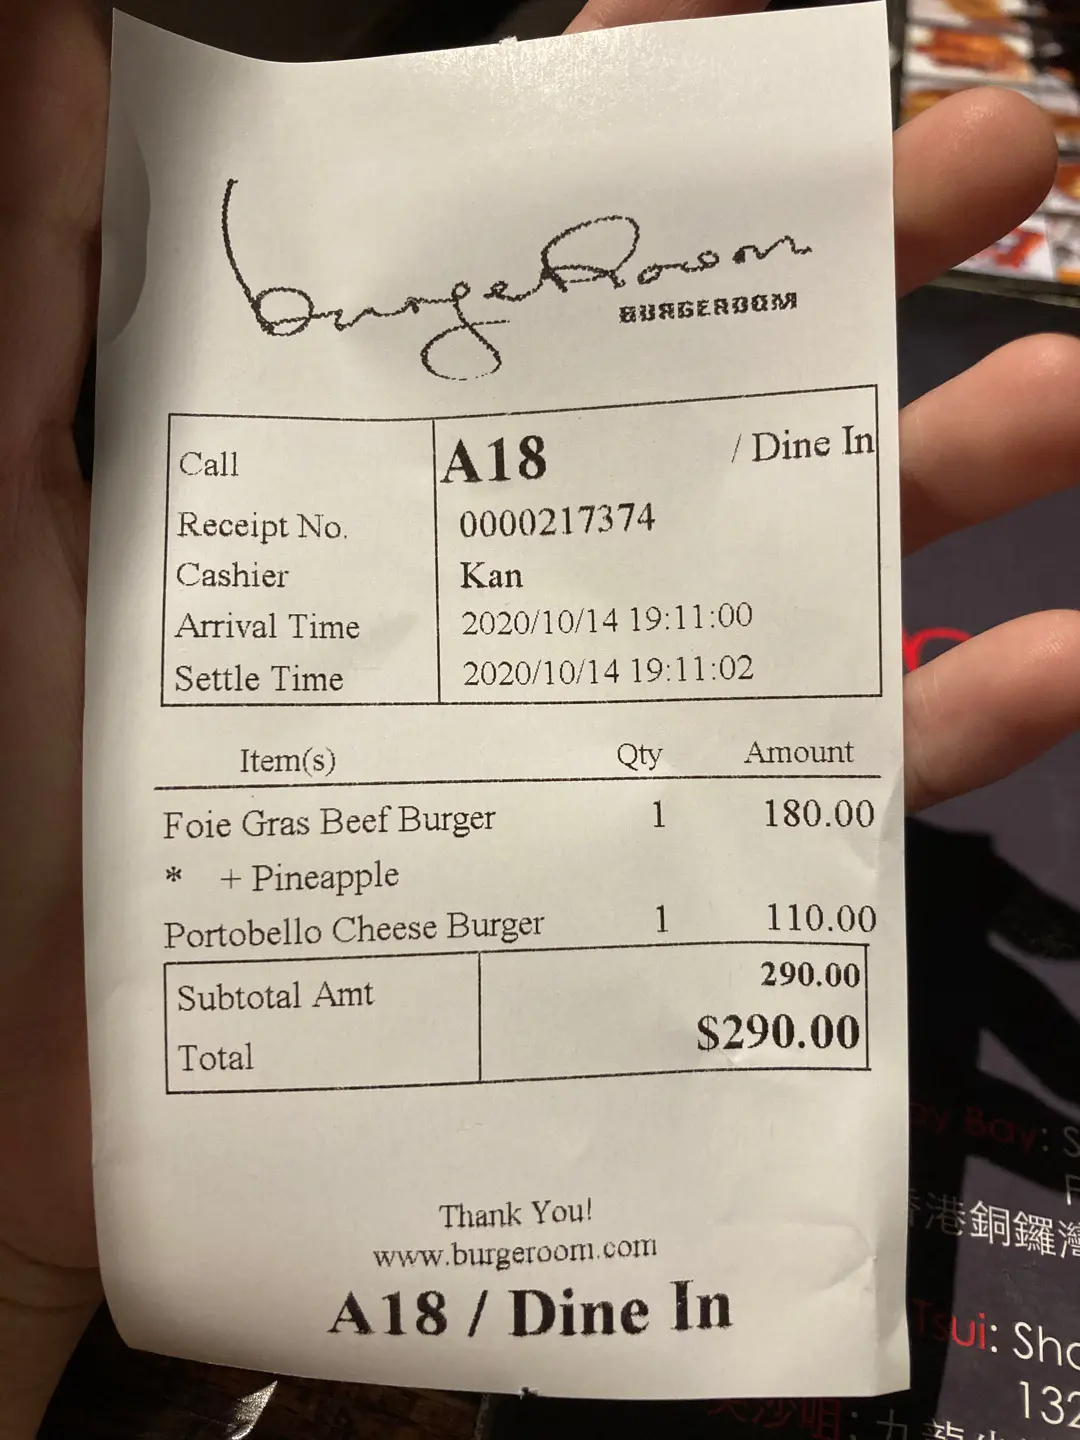 burgeRoom
BURGEROOM
Call A18 / Dine In
Receipt No. 0000217374
Cashier Kan
Arrival Time 2020/10/14 19:11:00
Settle Time 2020/10/14 19:11:02
Item(s) Qty Amount
Foie Gras Beef Burger 1 180.00
* + Pineapple
Portobello Cheese Burger 1 110.00
Subtotal Amt 290.00
Total $290.00
Thank You!
www.burgeroom.com
A18 / Dine In
Bay:
港銅鑼灣
Tsui:
132